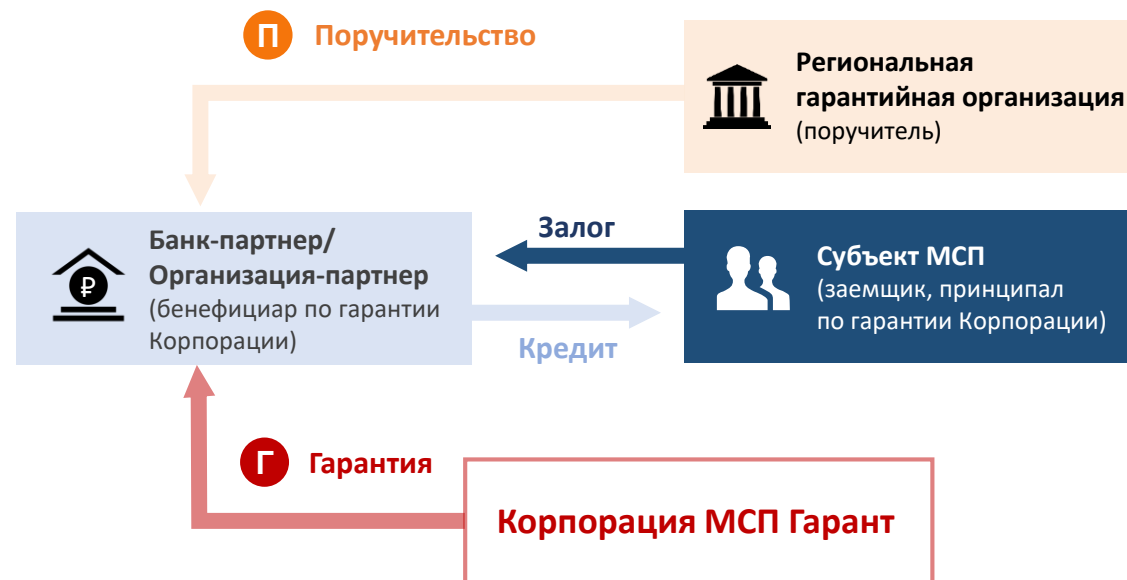 П Поручительство
Региональная
гарантийная организация
(поручитель)
Банк-партнер/
Организация-партнер
(бенефициар по гарантии
Корпорации)
₽
Залог
Кредит
Субъект МСП
(заемщик, принципал
по гарантии Корпорации)
Г Гарантия
Корпорация МСП Гарант